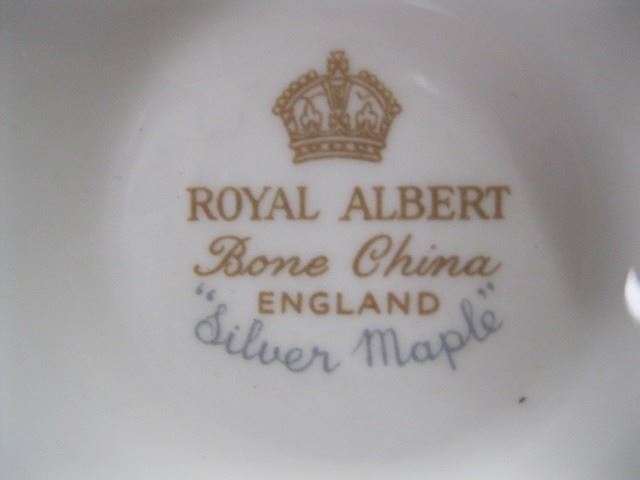 ROYAL ALBERT
Bone China
ENGLAND
"Silver Maple"